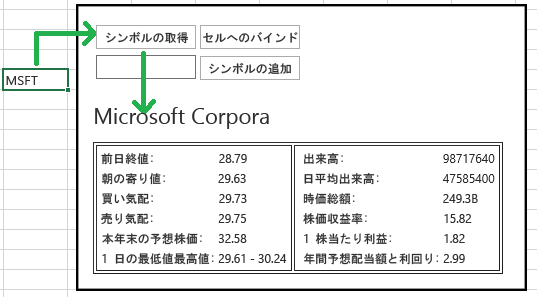 シンボルの取得 セルへのバインド
MSFT
シンボルの追加
Microsoft Corpora
前日終値: 28.79 出来高: 98717640
朝の寄り値: 29.63 日平均出来高: 47585400
買い気配: 29.73 時価総額: 249.3B
売り気配: 29.75 株価収益率: 15.82
本年末の予想株価: 32.58 1 株当たり利益: 1.82
1 日の最低値最高値: 29.61 - 30.24 年間予想配当額と利回り: 2.99